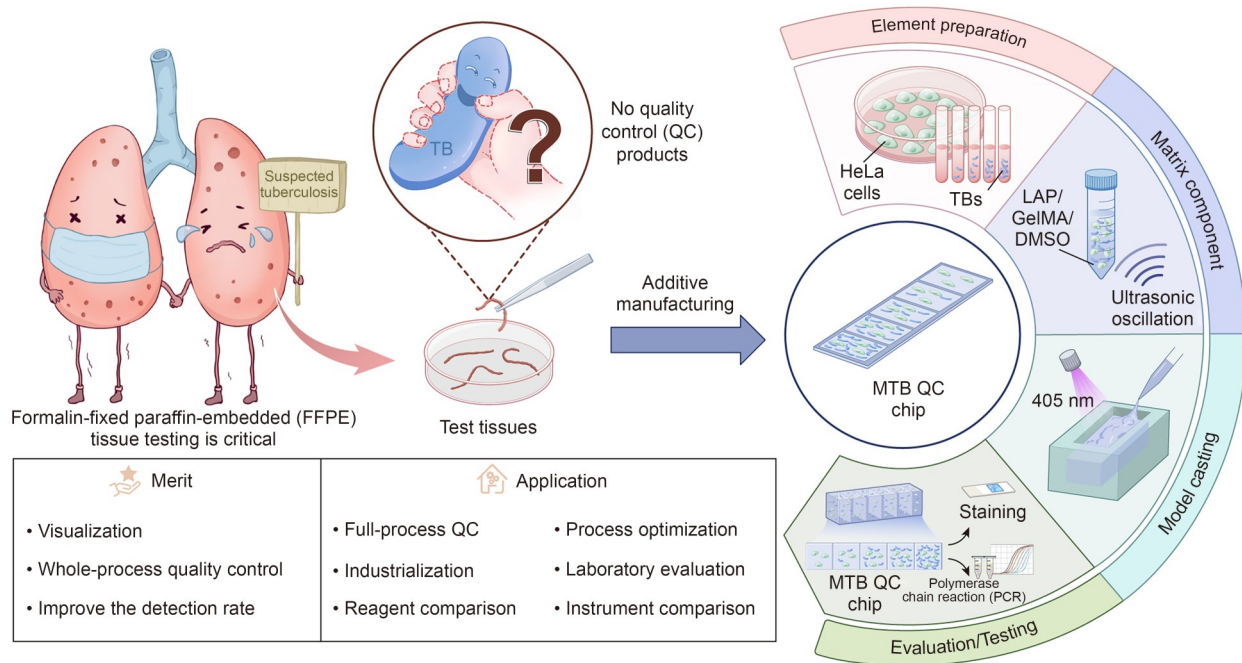 Suspected
tuberculosis
TB
?
No quality
control (QC)
products
Formalin-fixed paraffin-embedded (FFPE)
tissue testing is critical
Test tissues
Additive
manufacturing
MTB QC
chip
Element preparation
HeLa
cells
TBs
Matrix component
LAP/
GelMA/
DMSO
Ultrasonic
oscillation
Model casting
405 nm
Evaluation/Testing
Staining
MTB QC
chip
Polymerase
chain reaction (PCR)
Merit
• Visualization
• Whole-process quality control
• Improve the detection rate
Application
• Full-process QC
• Industrialization
• Reagent comparison
• Process optimization
• Laboratory evaluation
• Instrument comparison